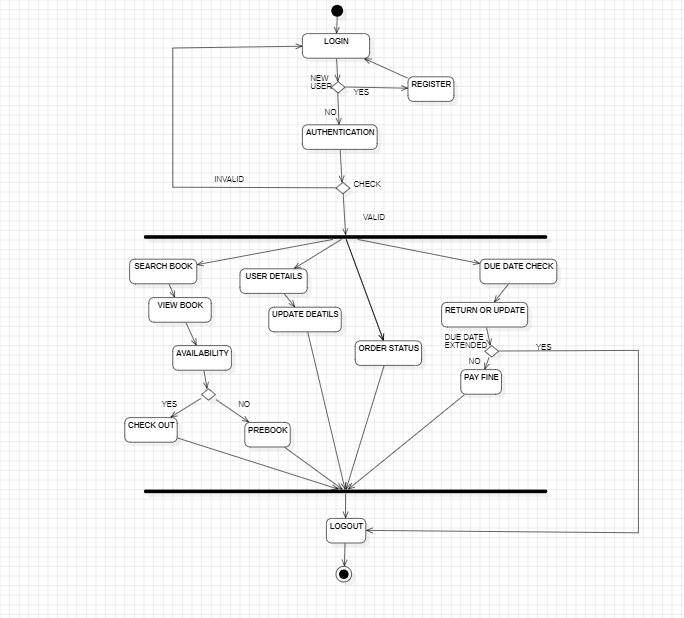 LOGIN
NEW
USER
YES
REGISTER
NO
AUTHENTICATION
INVALID
CHECK
VALID
SEARCH BOOK
USER DETAILS
DUE DATE CHECK
VIEW BOOK
UPDATE DEATILS
RETURN OR UPDATE
AVAILABILITY
ORDER STATUS
DUE DATE
EXTENDED
YES
NO
PAY FINE
YES
NO
CHECK OUT
PREBOOK
LOGOUT